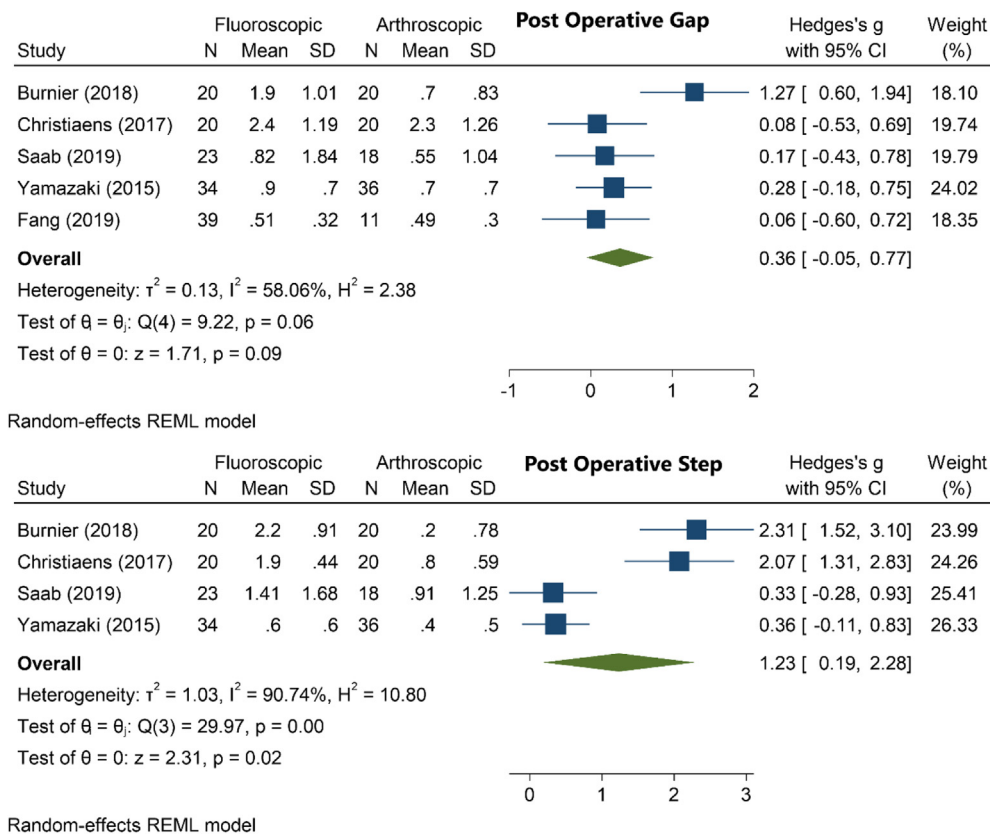 Fluoroscopic Arthroscopic Post Operative Gap Hedges's g Weight
Study N Mean SD N Mean SD with 95% CI (%)
Burnier (2018) 20 1.9 1.01 20 .7 .83 1.27 [ 0.60, 1.94] 18.10
Christiaens (2017) 20 2.4 1.19 20 2.3 1.26 0.08 [ -0.53, 0.69] 19.74
Saab (2019) 23 .82 1.84 18 .55 1.04 0.17 [ -0.43, 0.78] 19.79
Yamazaki (2015) 34 .9 .7 36 .7 .7 0.28 [ -0.18, 0.75] 24.02
Fang (2019) 39 .51 .32 11 .49 .3 0.06 [ -0.60, 0.72] 18.35
Overall 0.36 [ -0.05, 0.77]
Heterogeneity: τ² = 0.13, I² = 58.06%, H² = 2.38
Test of θᵢ = θⱼ: Q(4) = 9.22, p = 0.06
Test of θ = 0: z = 1.71, p = 0.09
-1 0 1 2
Random-effects REML model
Fluoroscopic Arthroscopic Post Operative Step Hedges's g Weight
Study N Mean SD N Mean SD with 95% CI (%)
Burnier (2018) 20 2.2 .91 20 .2 .78 2.31 [ 1.52, 3.10] 23.99
Christiaens (2017) 20 1.9 .44 20 .8 .59 2.07 [ 1.31, 2.83] 24.26
Saab (2019) 23 1.41 1.68 18 .91 1.25 0.33 [ -0.28, 0.93] 25.41
Yamazaki (2015) 34 .6 .6 36 .4 .5 0.36 [ -0.11, 0.83] 26.33
Overall 1.23 [ 0.19, 2.28]
Heterogeneity: τ² = 1.03, I² = 90.74%, H² = 10.80
Test of θᵢ = θⱼ: Q(3) = 29.97, p = 0.00
Test of θ = 0: z = 2.31, p = 0.02
0 1 2 3
Random-effects REML model